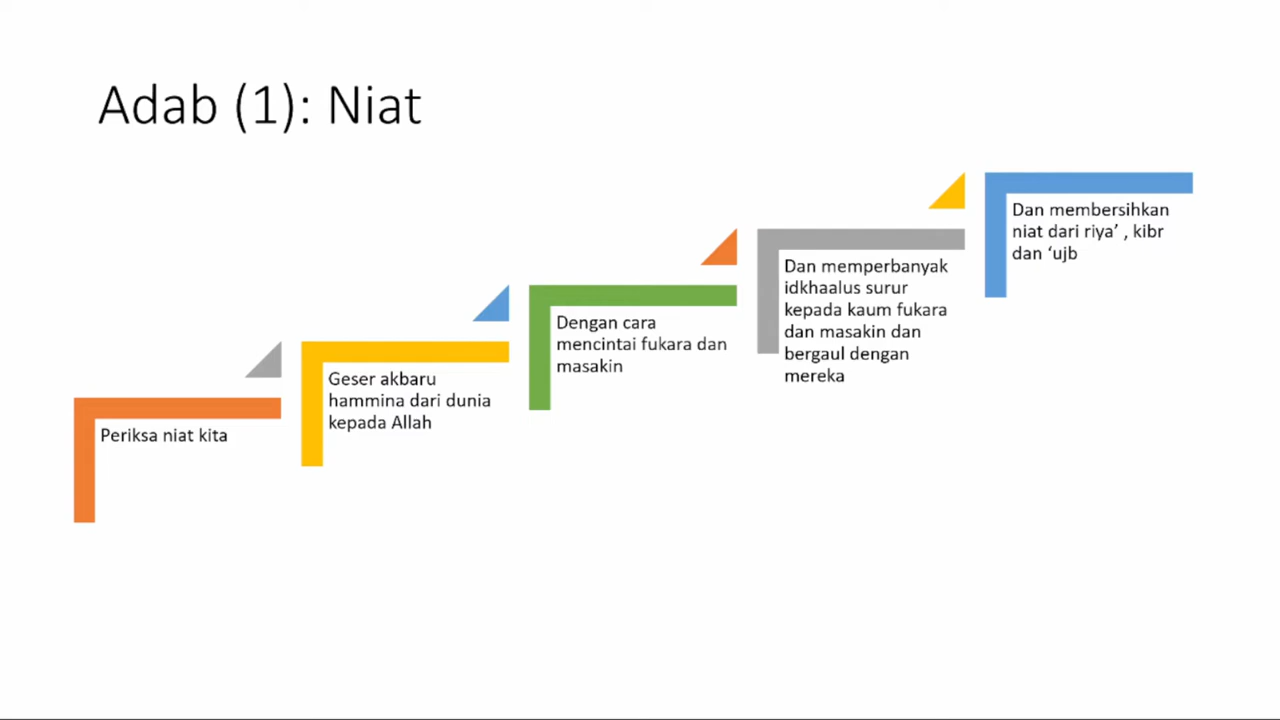 Adab (1): Niat
Periksa niat kita
Geser akbaru
hammina dari dunia
kepada Allah
Dengan cara
mencintai fukara dan
masakin
Dan memperbanyak
idkhaalus surur
kepada kaum fukara
dan masakin dan
bergaul dengan
mereka
Dan membersihkan
niat dari riya’ , kibr
dan ‘ujb